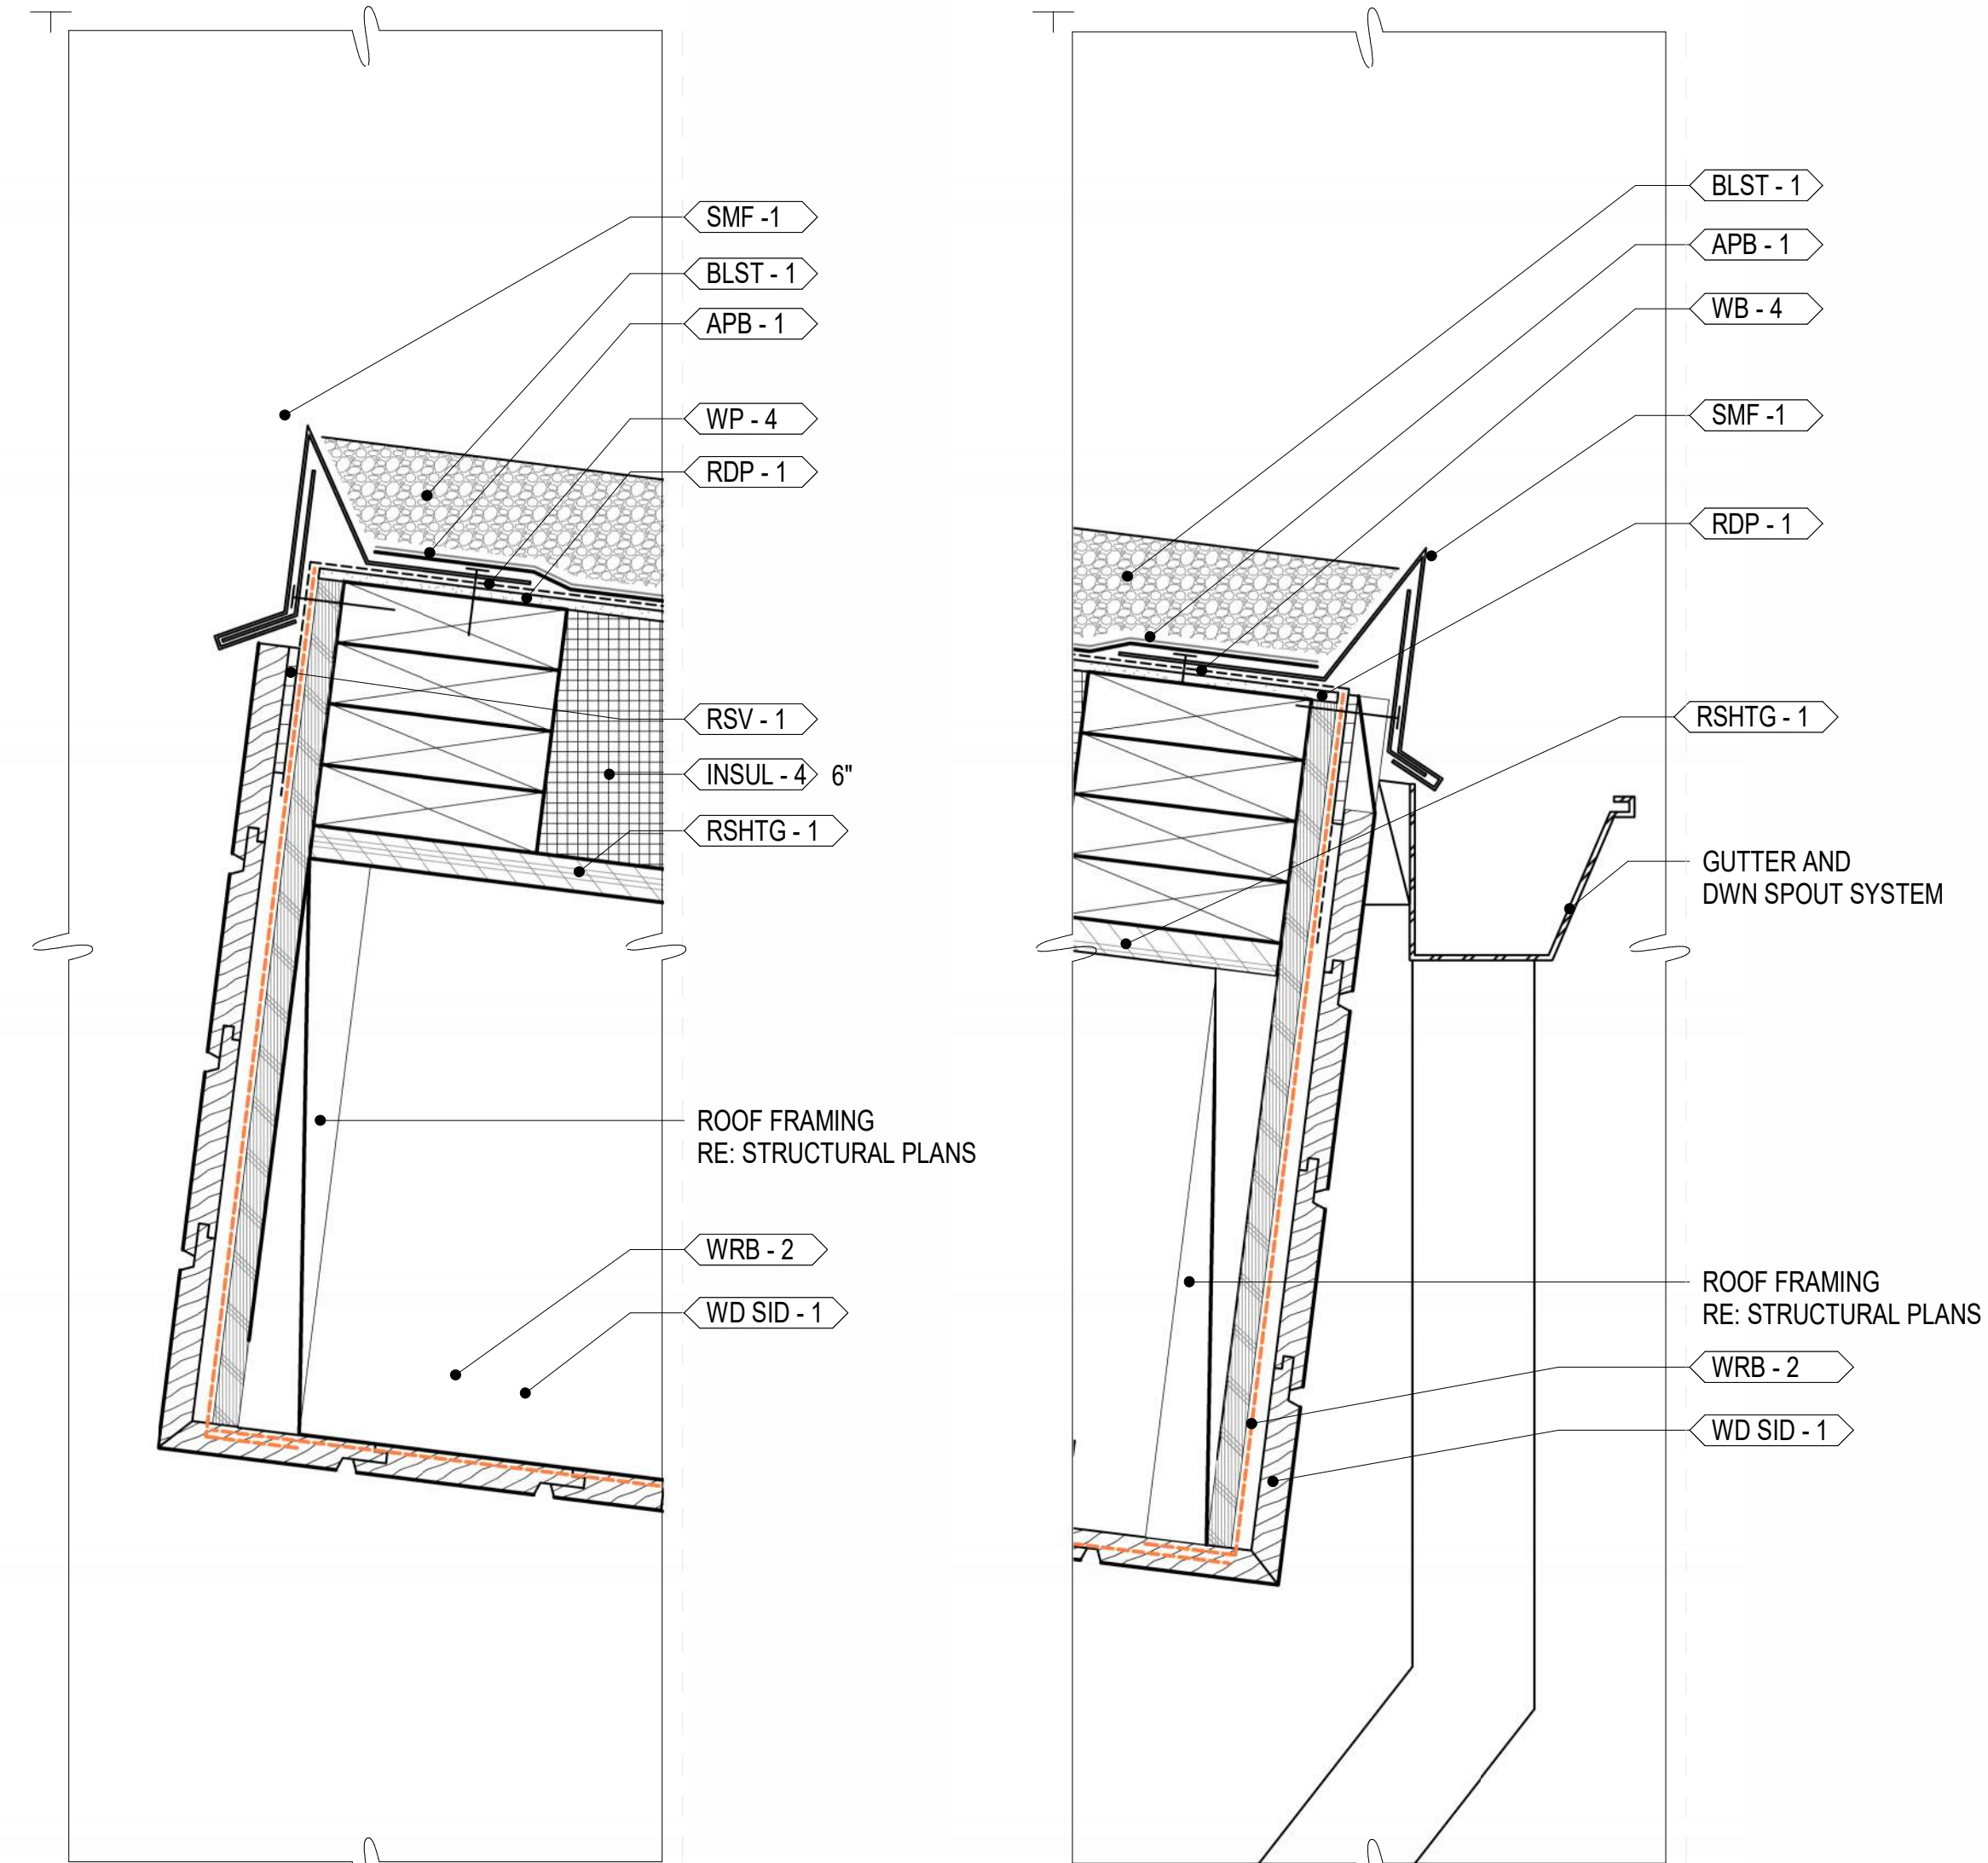 SMF -1
BLST - 1
APB - 1
WP - 4
RDP - 1
RSV - 1
INSUL - 4 6"
RSHTG - 1
ROOF FRAMING
RE: STRUCTURAL PLANS
WRB - 2
WD SID - 1
BLST - 1
APB - 1
WB - 4
SMF -1
RDP - 1
RSHTG - 1
GUTTER AND
DWN SPOUT SYSTEM
ROOF FRAMING
RE: STRUCTURAL PLANS
WRB - 2
WD SID - 1